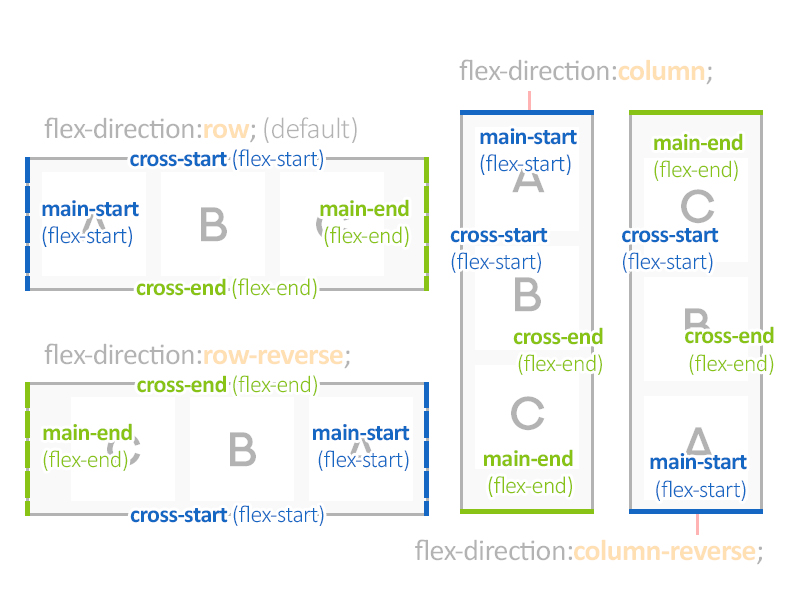 flex-direction:row; (default)
cross-start (flex-start)
main-start
(flex-start)
A
B
C
main-end
(flex-end)
cross-end (flex-end)
flex-direction:row-reverse;
cross-end (flex-end)
main-end
(flex-end)
C
B
A
main-start
(flex-start)
cross-start (flex-start)
flex-direction:column;
main-start
(flex-start)
A
cross-start
(flex-start)
B
cross-end
(flex-end)
C
main-end
(flex-end)
main-end
(flex-end)
C
cross-start
(flex-start)
B
cross-end
(flex-end)
A
main-start
(flex-start)
flex-direction:column-reverse;